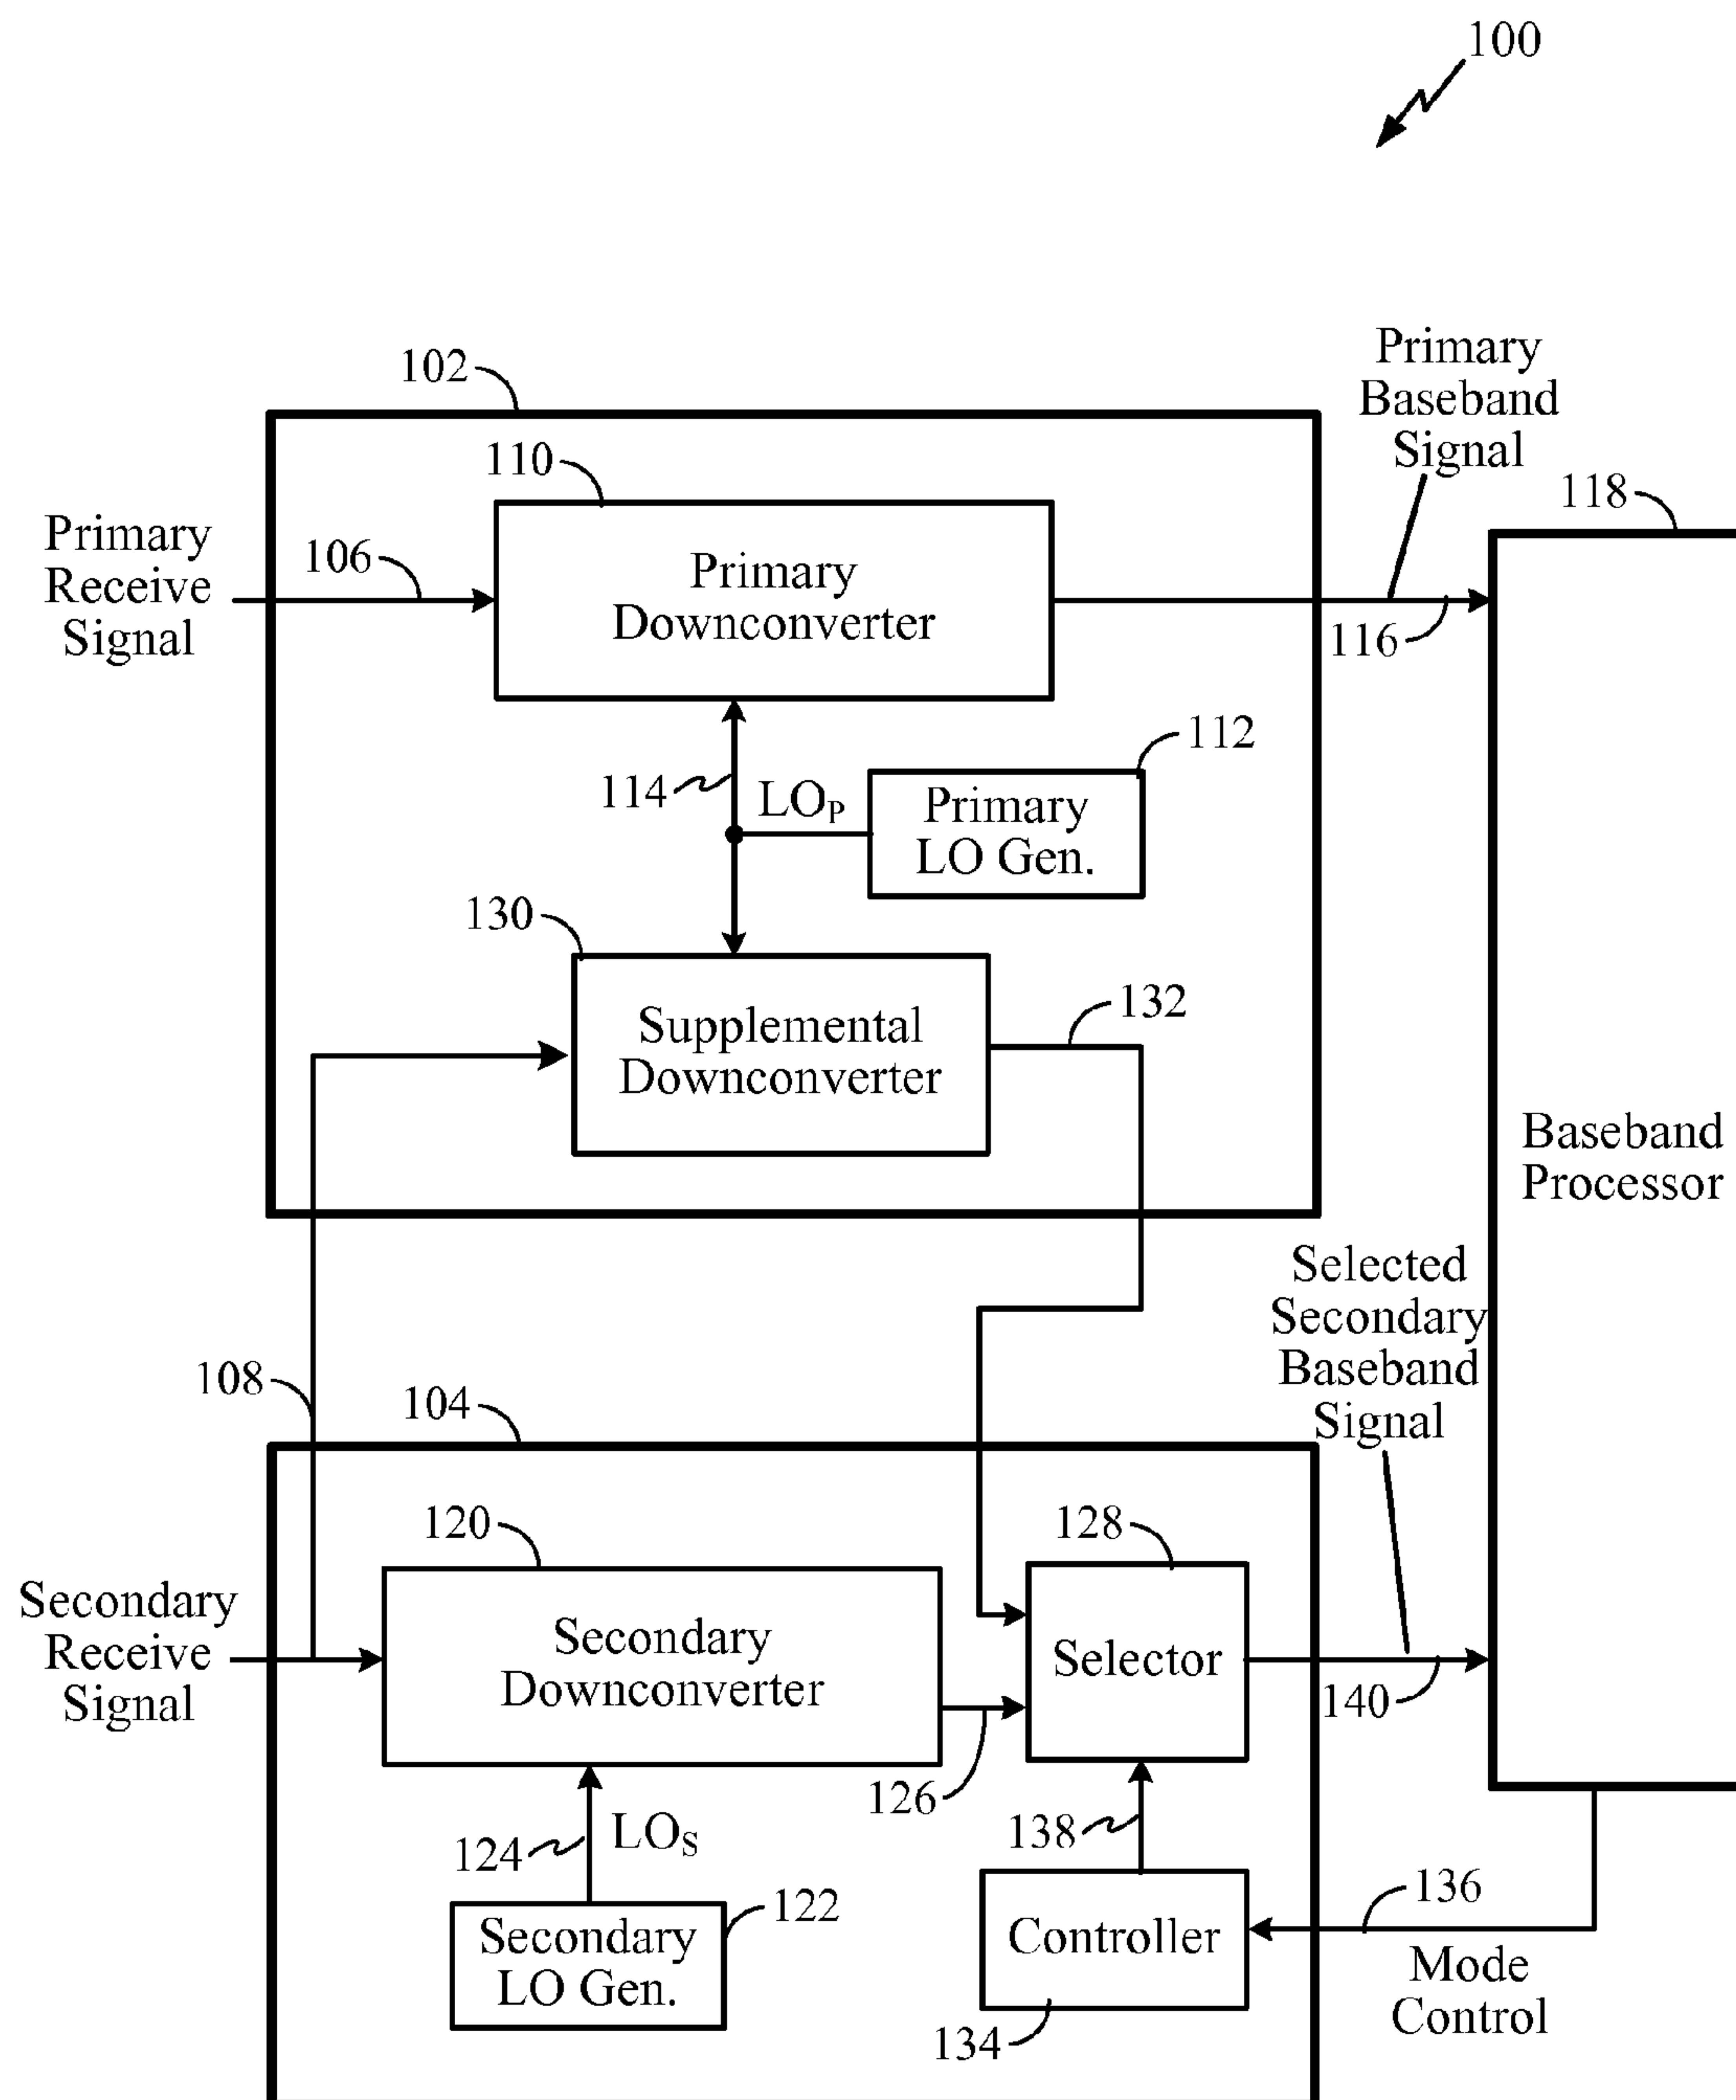 100
102
Primary
Baseband
Signal
110
118
Primary
Receive
Signal
106
Primary
Downconverter
116
112
114
LOP
Primary
LO Gen.
130
Supplemental
Downconverter
132
Baseband
Processor
Selected
Secondary
Baseband
Signal
108
104
120
128
Secondary
Receive
Signal
Secondary
Downconverter
Selector
140
126
138
124
LOS
136
122
Secondary
LO Gen.
Controller
Mode
Control
134